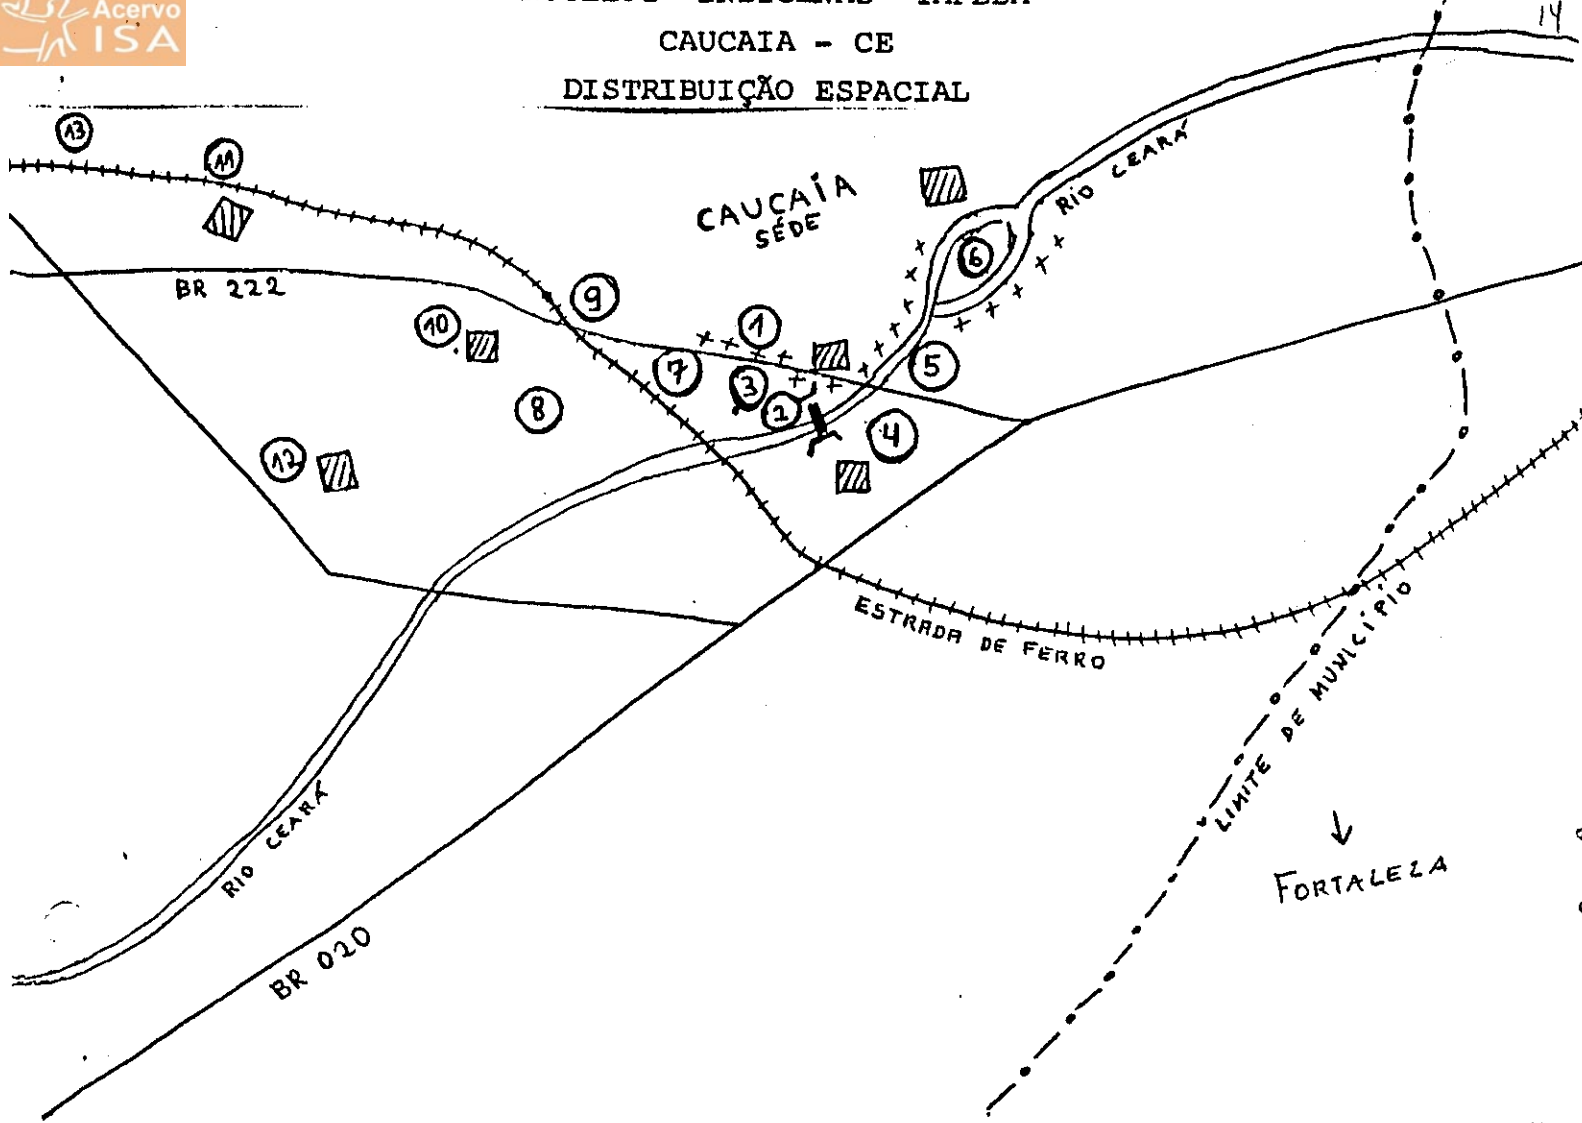 Acervo
ISA
14
CAUCAIA - CE
DISTRIBUIÇÃO ESPACIAL
13
11
CAUCAÍA
SÉDE
RIO CEARÁ
6
BR 222
9
10
1
7
3
5
8
2
4
12
ESTRADA DE FERRO
LIMITE DE MUNICÍPIO
RIO CEARÁ
FORTALEZA
BR 020